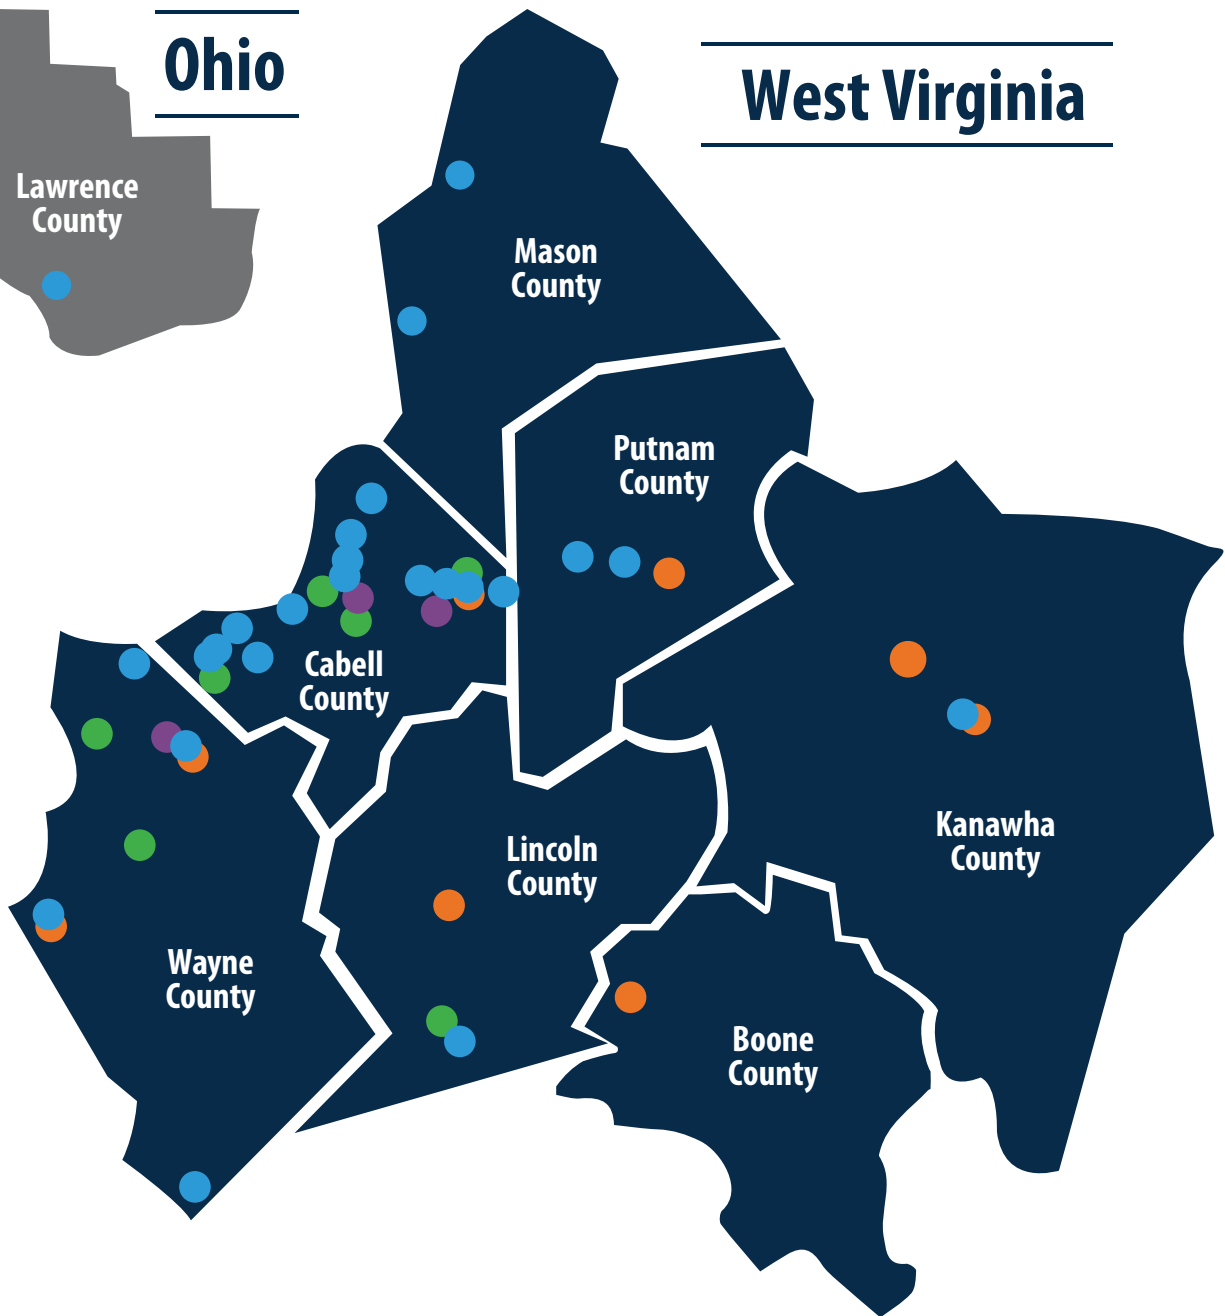 Ohio
West Virginia
Lawrence
County
Mason
County
Putnam
County
Cabell
County
Lincoln
County
Kanawha
County
Wayne
County
Boone
County